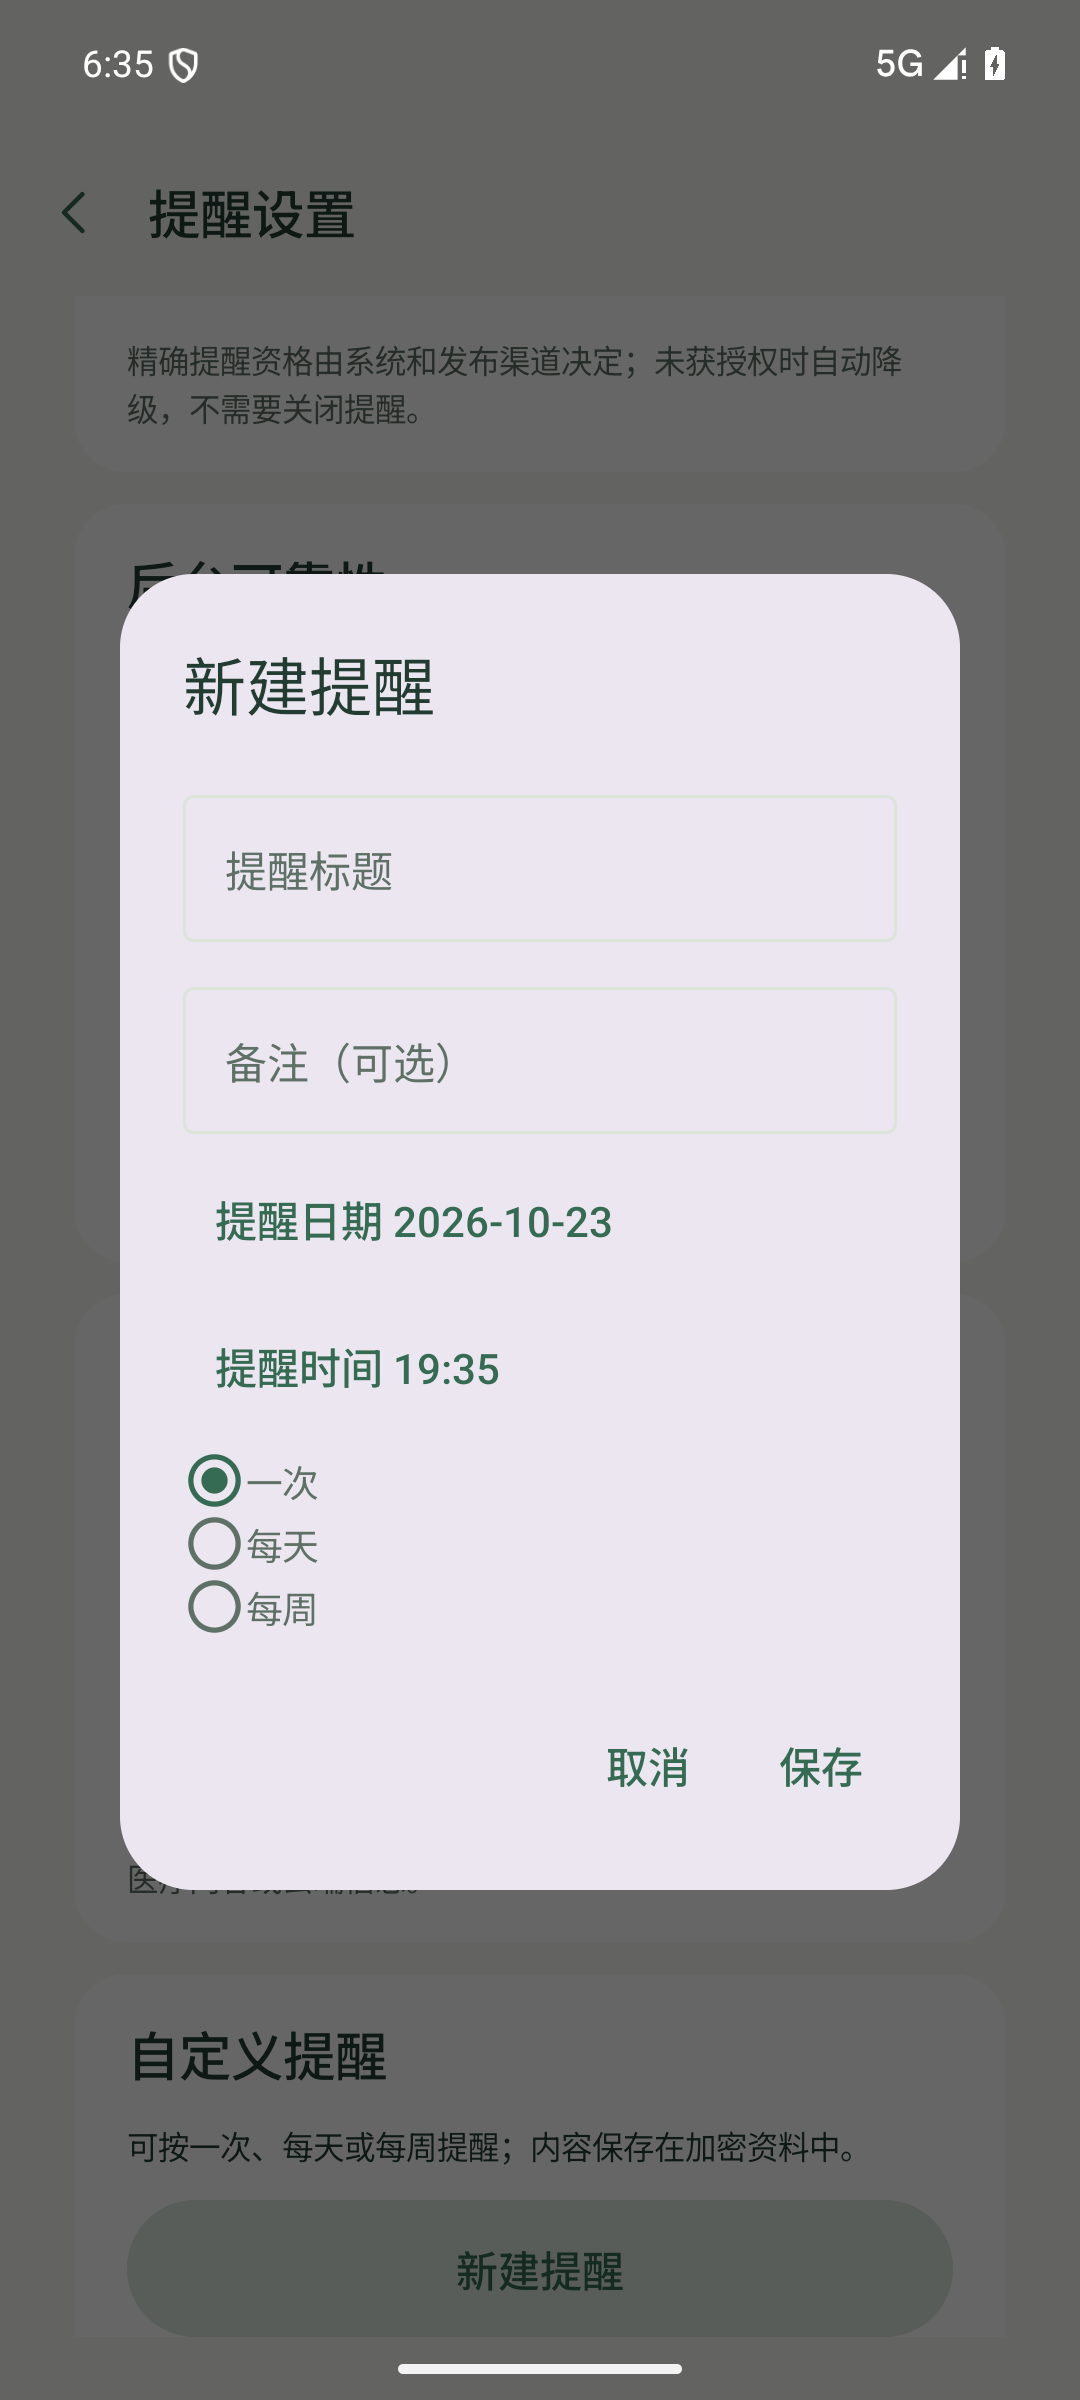 6:35
5G
提醒设置
精确提醒资格由系统和发布渠道决定；未获授权时自动降
级，不需要关闭提醒。
新建提醒
提醒标题
备注（可选）
提醒日期 2026-10-23
提醒时间 19:35
一次
每天
每周
取消
保存
自定义提醒
可按一次、每天或每周提醒；内容保存在加密资料中。
新建提醒